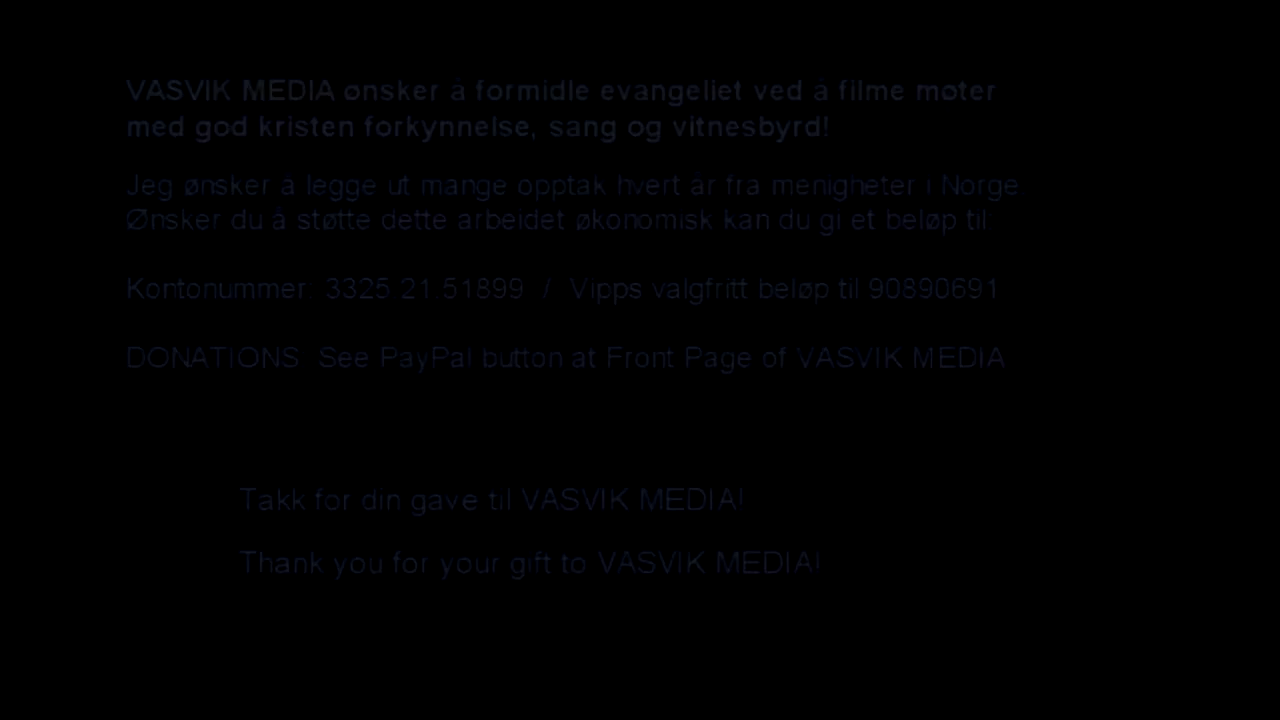 VASVIK MEDIA ønsker å formidle evangeliet ved å filme møter
med god kristen forkynnelse, sang og vitnesbyrd!
Jeg ønsker å legge ut mange opptak hvert år fra menigheter i Norge.
Ønsker du å støtte dette arbeidet økonomisk kan du gi et beløp til:
Kontonummer: 3325.21.51899 / Vipps valgfritt beløp til 90890691
DONATIONS: See PayPal button at Front Page of VASVIK MEDIA
Takk for din gave til VASVIK MEDIA!
Thank you for your gift to VASVIK MEDIA!